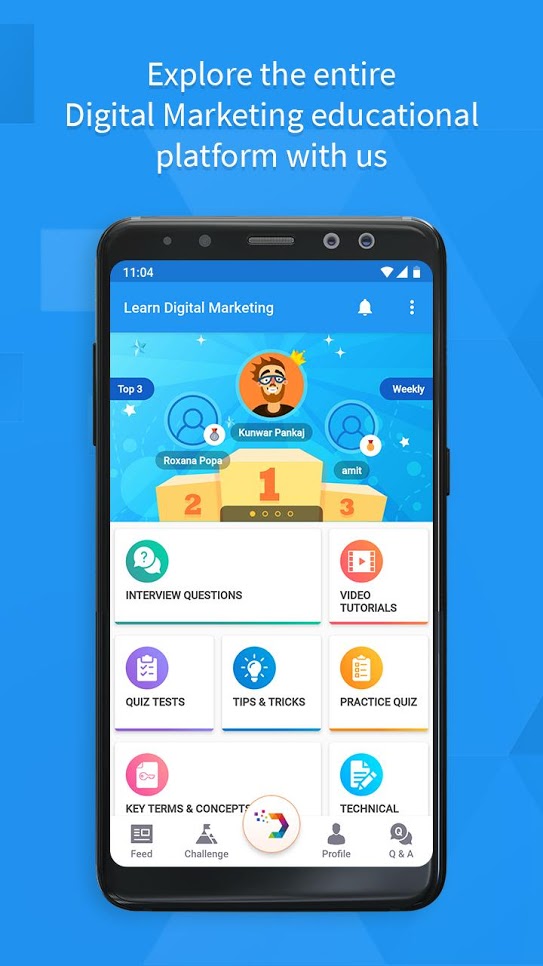 Explore the entire
Digital Marketing educational
platform with us
11:04
Learn Digital Marketing
Top 3
Weekly
Kunwar Pankaj
Roxana Popa
amit
1
2
3
INTERVIEW QUESTIONS
VIDEO
TUTORIALS
QUIZ TESTS
TIPS & TRICKS
PRACTICE QUIZ
KEY TERMS & CONCEPTS
TECHNICAL
Feed
Challenge
Profile
Q
Q & A